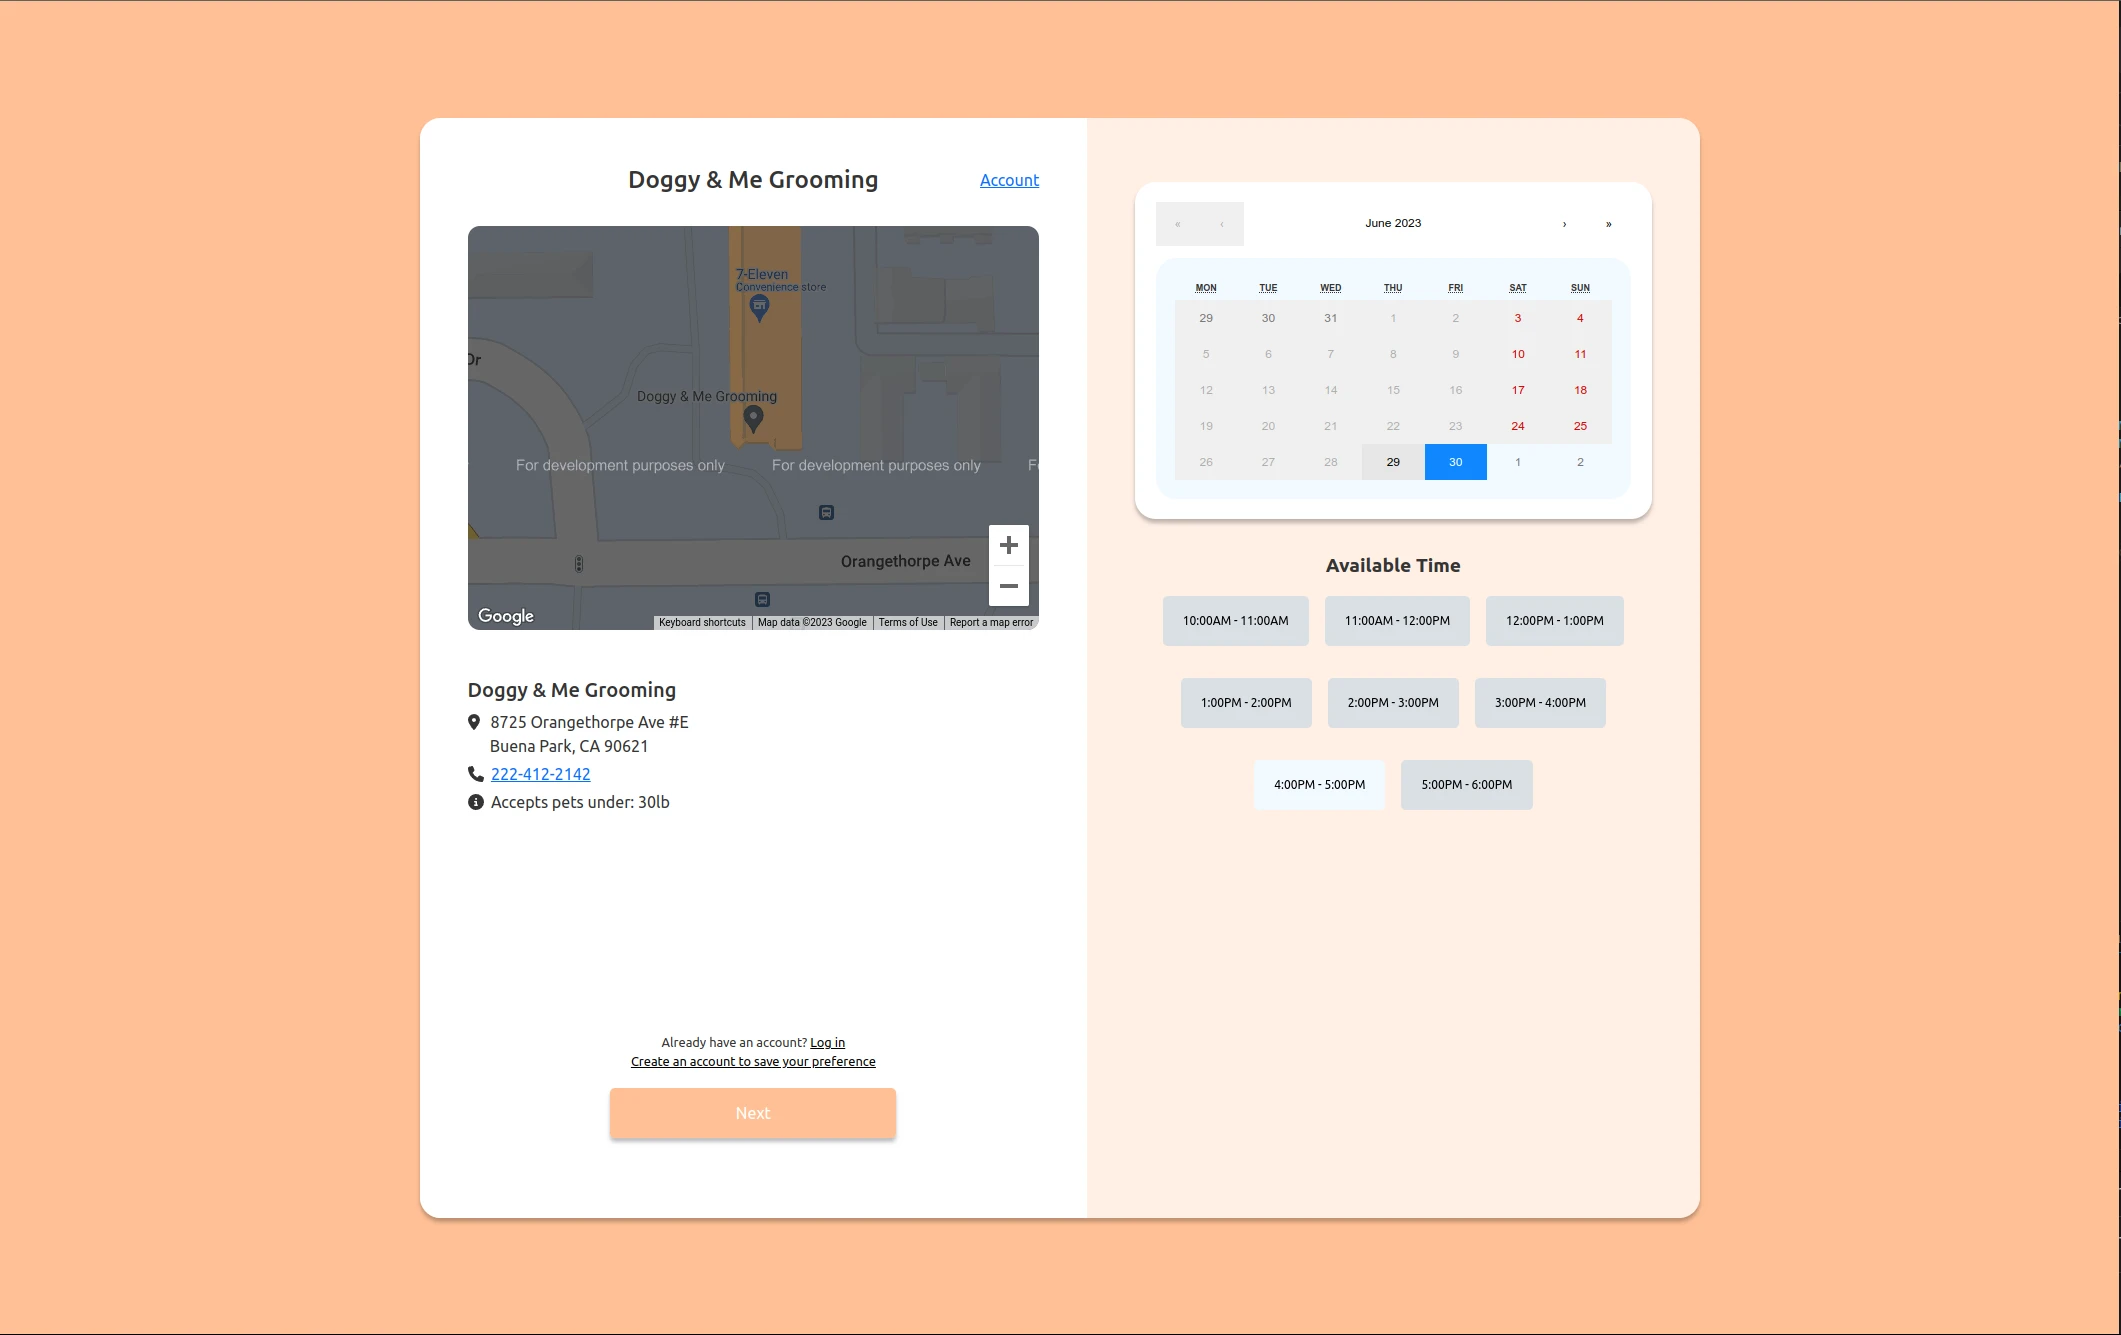 Doggy & Me Grooming
Account
7-Eleven
Convenience store
Dr
Doggy & Me Grooming
For development purposes only
For development purposes only
Orangethorpe Ave
Google
Keyboard shortcuts
Map data ©2023 Google
Terms of Use
Report a map error
Doggy & Me Grooming
8725 Orangethorpe Ave #E
Buena Park, CA 90621
222-412-2142
Accepts pets under: 30lb
Already have an account? Log in
Create an account to save your preference
Next
« ‹ June 2023 › »
MON TUE WED THU FRI SAT SUN
29 30 31 1 2 3 4
5 6 7 8 9 10 11
12 13 14 15 16 17 18
19 20 21 22 23 24 25
26 27 28 29 30 1 2
Available Time
10:00AM - 11:00AM 11:00AM - 12:00PM 12:00PM - 1:00PM
1:00PM - 2:00PM 2:00PM - 3:00PM 3:00PM - 4:00PM
4:00PM - 5:00PM 5:00PM - 6:00PM